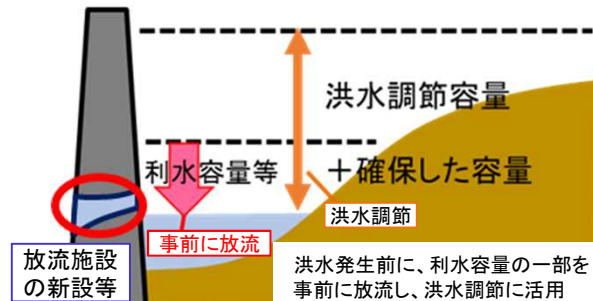 洪水調節容量
利水容量等
＋確保した容量
洪水調節
事前に放流
放流施設
の新設等
洪水発生前に、利水容量の一部を
事前に放流し、洪水調節に活用